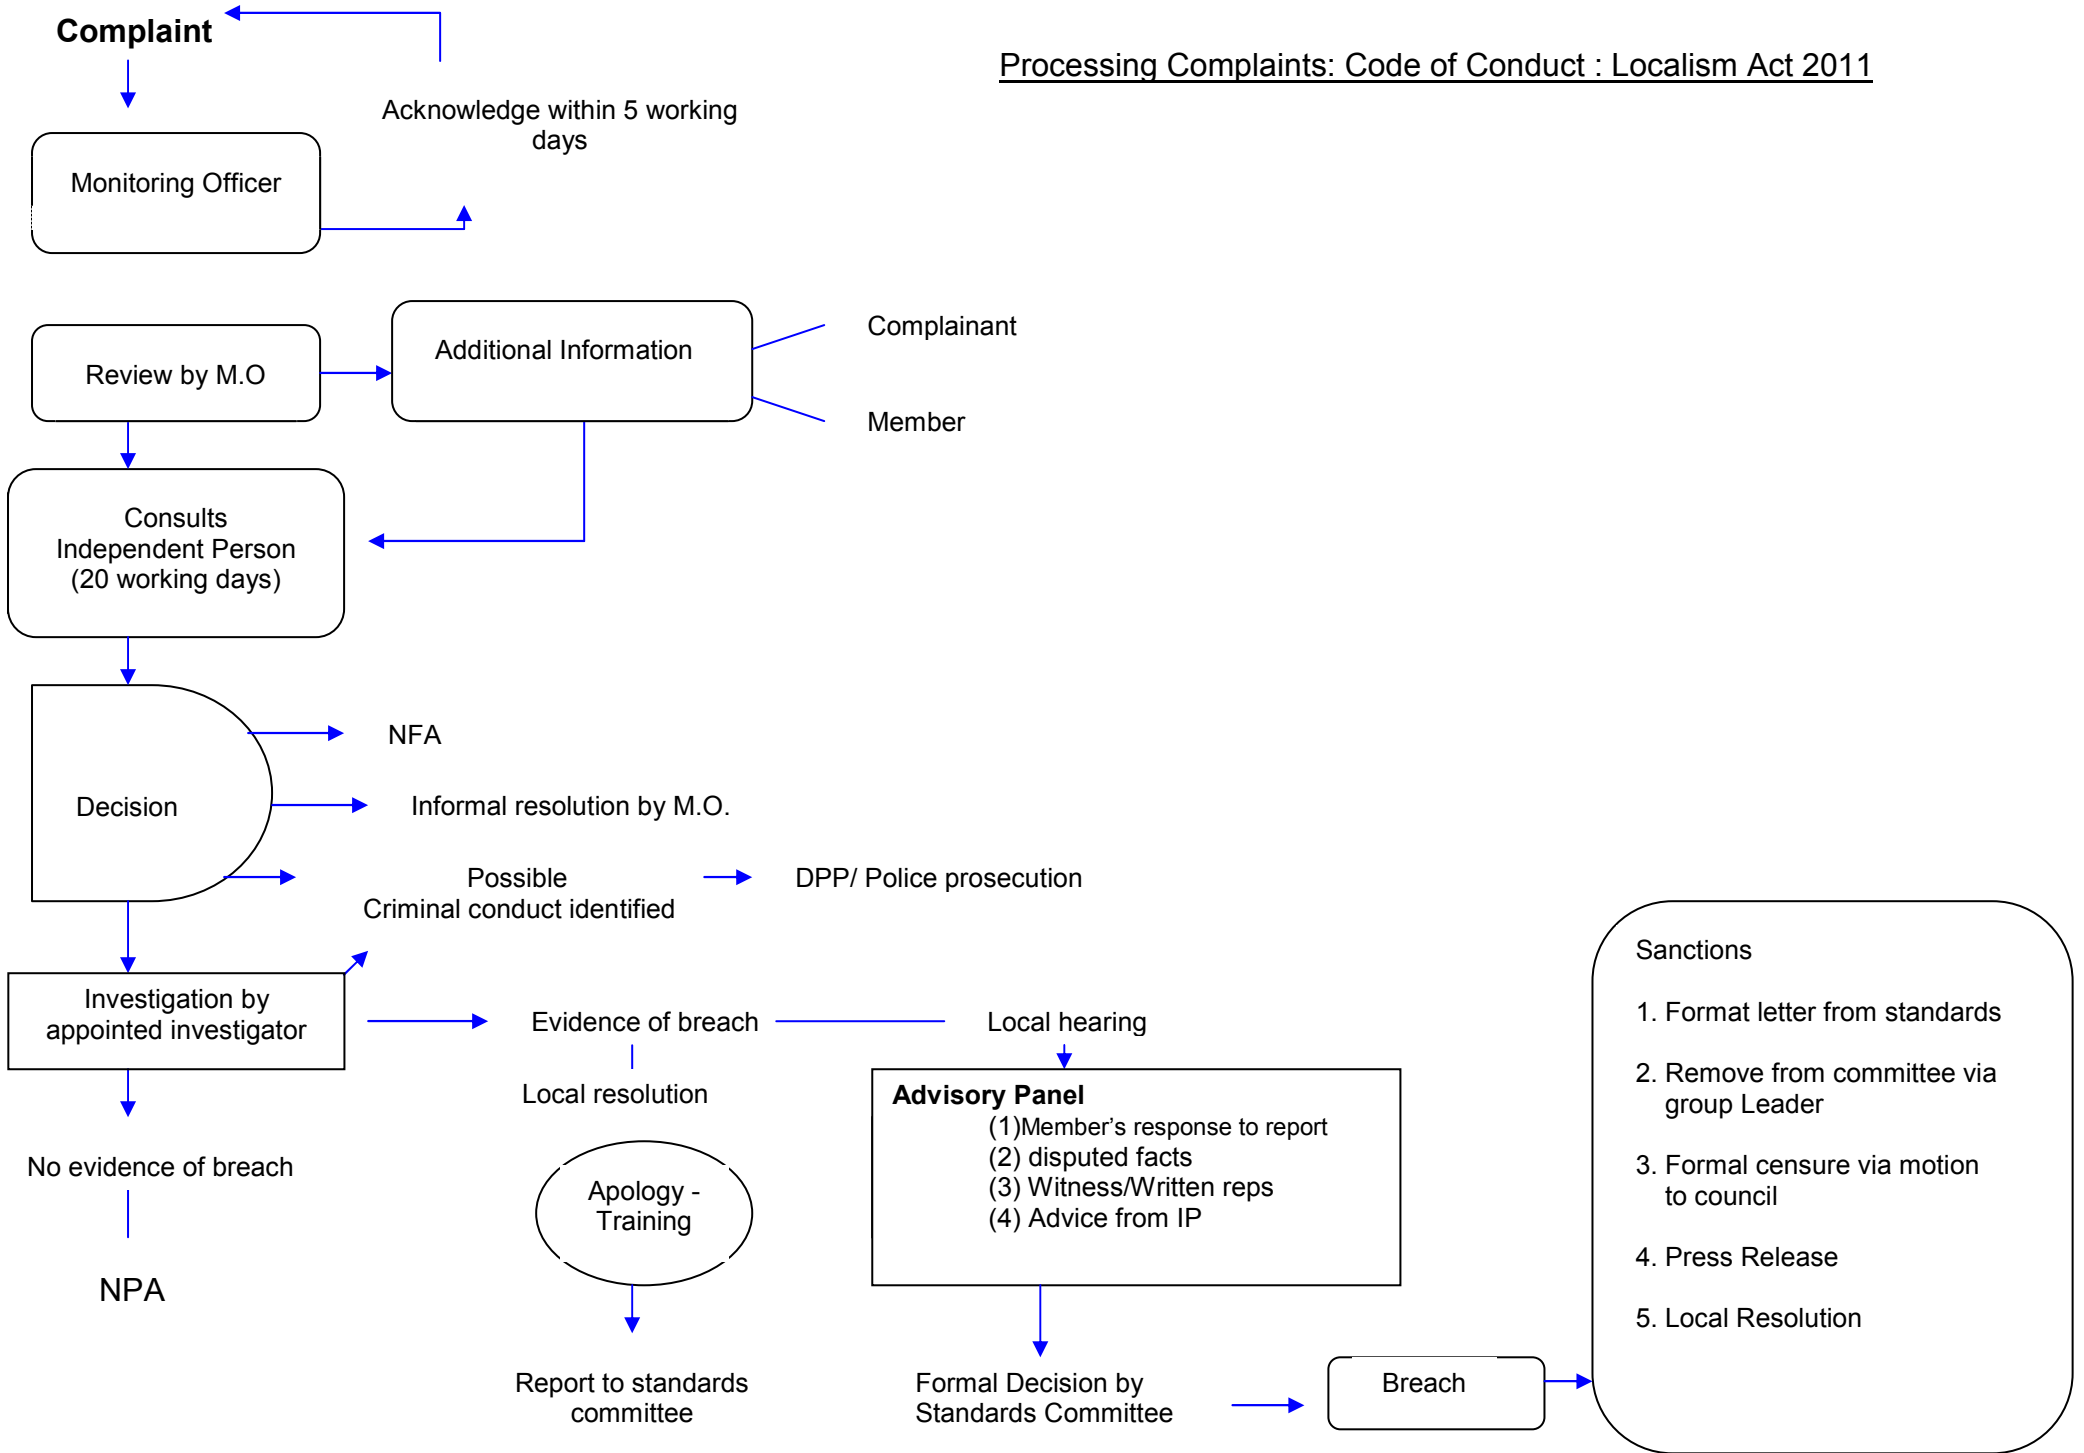 Complaint
Processing Complaints: Code of Conduct : Localism Act 2011
Acknowledge within 5 working
days
Monitoring Officer
Review by M.O
Additional Information
Complainant
Member
Consults
Independent Person
(20 working days)
Decision
NFA
Informal resolution by M.O.
Possible
Criminal conduct identified
DPP/ Police prosecution
Investigation by
appointed investigator
Evidence of breach
Local hearing
Local resolution
No evidence of breach
NPA
Apology -
Training
Report to standards
committee
Advisory Panel
(1)Member’s response to report
(2) disputed facts
(3) Witness/Written reps
(4) Advice from IP
Formal Decision by
Standards Committee
Breach
Sanctions
1. Format letter from standards
2. Remove from committee via
group Leader
3. Formal censure via motion
to council
4. Press Release
5. Local Resolution